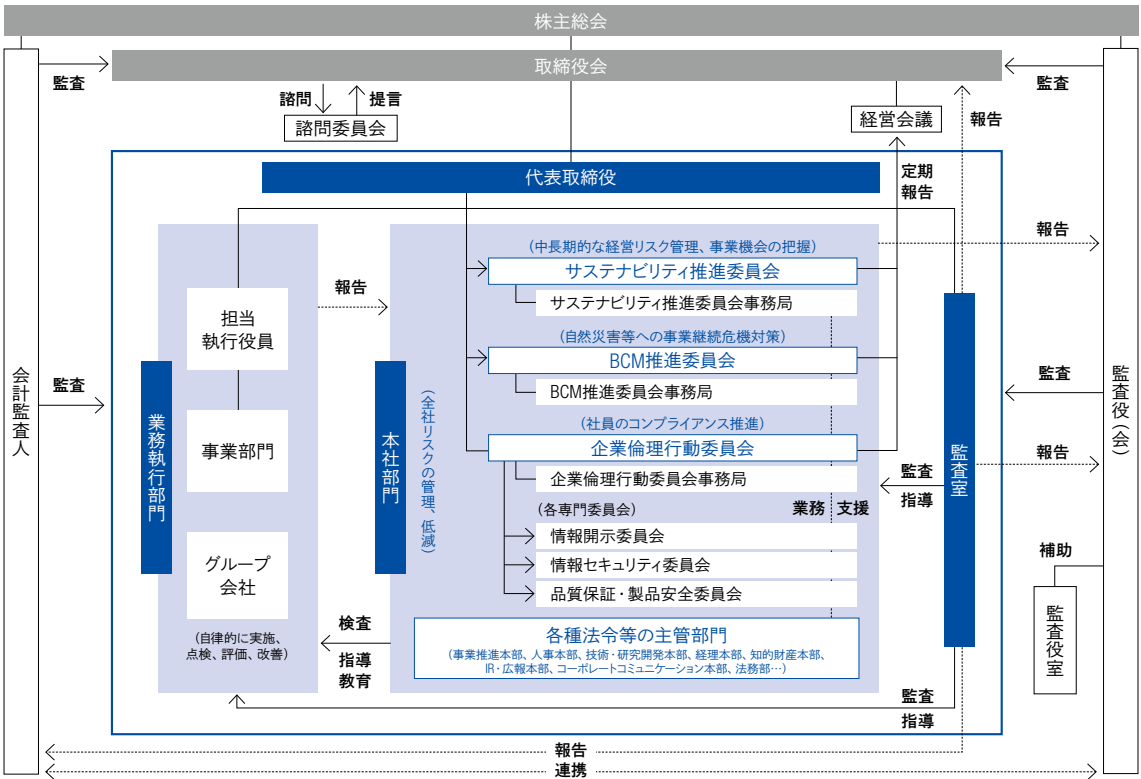 株主総会
取締役会
監査
監査
諮問
提言
報告
諮問委員会
経営会議
代表取締役
定期
報告
(中長期的な経営リスク管理、事業機会の把握)
サステナビリティ推進委員会
サステナビリティ推進委員会事務局
報告
報告
担当
執行役員
(自然災害等への事業継続危機対策)
BCM推進委員会
BCM推進委員会事務局
会計監査人
監査
業務執行部門
事業部門
本社部門
(全社リスクの管理、低減)
(社員のコンプライアンス推進)
企業倫理行動委員会
企業倫理行動委員会事務局
監査室
監査
監査役(会)
監査
指導
報告
(各専門委員会)
業務
支援
情報開示委員会
情報セキュリティ委員会
品質保証・製品安全委員会
グループ
会社
補助
監査役室
(自律的に実施、
点検、評価、改善)
検査
指導
教育
各種法令等の主管部門
(事業推進本部、人事本部、技術・研究開発本部、経理本部、知的財産本部、
IR・広報本部、コーポレートコミュニケーション本部、法務部…)
監査
指導
報告
連携